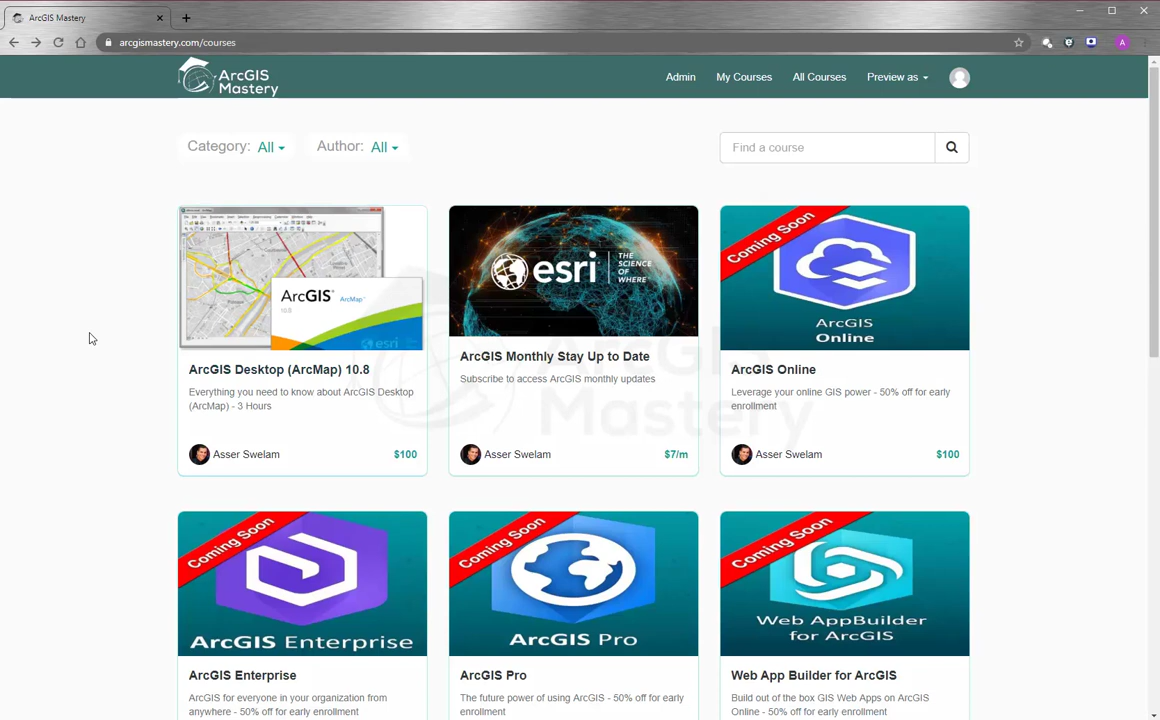 ArcGIS Mastery
arcgismastery.com/courses
A
ArcGIS
Mastery
Admin
My Courses
All Courses
Preview as
Category: All
Author: All
Find a course
ArcGIS®
ArcMap™
10.8
esri
ArcGIS Desktop (ArcMap) 10.8
Everything you need to know about ArcGIS Desktop
(ArcMap) - 3 Hours
Asser Swelam
$100
esri
THE
SCIENCE
OF
WHERE
ArcGIS Monthly Stay Up to Date
Subscribe to access ArcGIS monthly updates
Asser Swelam
$7/m
Coming Soon
ArcGIS
Online
ArcGIS Online
Leverage your online GIS power - 50% off for early
enrollment
Asser Swelam
$100
ArcGIS
Mastery
Coming Soon
ArcGIS Enterprise
ArcGIS Enterprise
ArcGIS for everyone in your organization from
anywhere - 50% off for early enrollment
Coming Soon
ArcGIS Pro
ArcGIS Pro
The future power of using ArcGIS - 50% off for early
enrollment
Coming Soon
Web AppBuilder
for ArcGIS
Web App Builder for ArcGIS
Build out of the box GIS Web Apps on ArcGIS
Online - 50% off for early enrollment